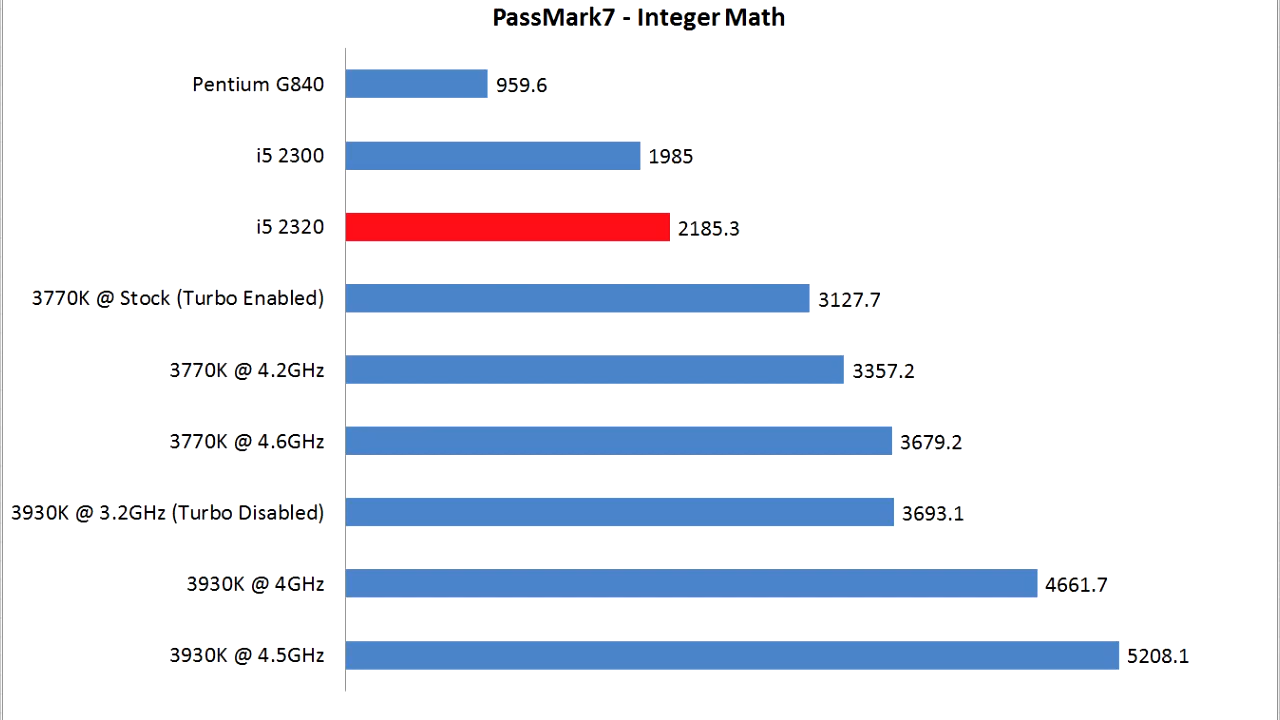 PassMark7 - Integer Math
Pentium G840 959.6
i5 2300 1985
i5 2320 2185.3
3770K @ Stock (Turbo Enabled) 3127.7
3770K @ 4.2GHz 3357.2
3770K @ 4.6GHz 3679.2
3930K @ 3.2GHz (Turbo Disabled) 3693.1
3930K @ 4GHz 4661.7
3930K @ 4.5GHz 5208.1